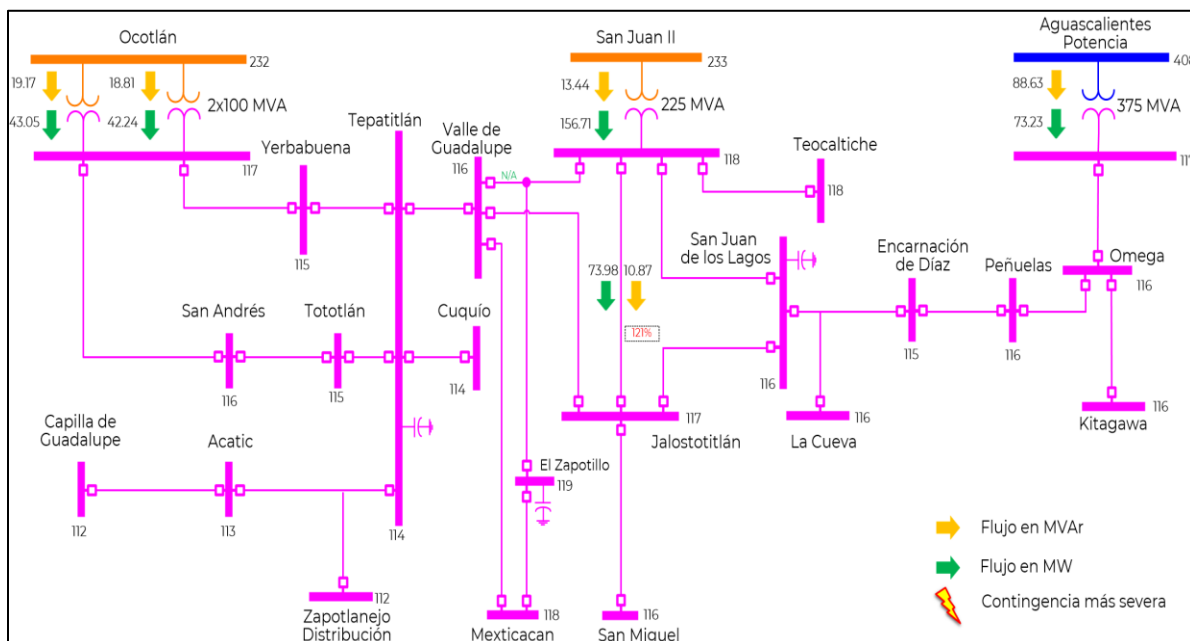 Ocotlán
San Juan II
Aguascalientes
Potencia
232
233
408
19.17
18.81
2x100 MVA
13.44
225 MVA
88.63
375 MVA
43.05
42.24
156.71
73.23
117
Yerbabuena
Tepatitlán
Valle de
Guadalupe
116
118
Teocaltiche
N/A
118
115
San Juan
de los Lagos
Encarnación
de Díaz
Peñuelas
Omega
116
73.98
10.87
121%
San Andrés
Tototlán
Cuquío
116
115
114
115
116
116
117
Jalostotitlán
116
La Cueva
116
Kitagawa
Capilla de
Guadalupe
Acatic
112
113
114
El Zapotillo
119
112
Zapotlanejo
Distribución
118
Mexticacan
116
San Miguel
Flujo en MVAr
Flujo en MW
Contingencia más severa